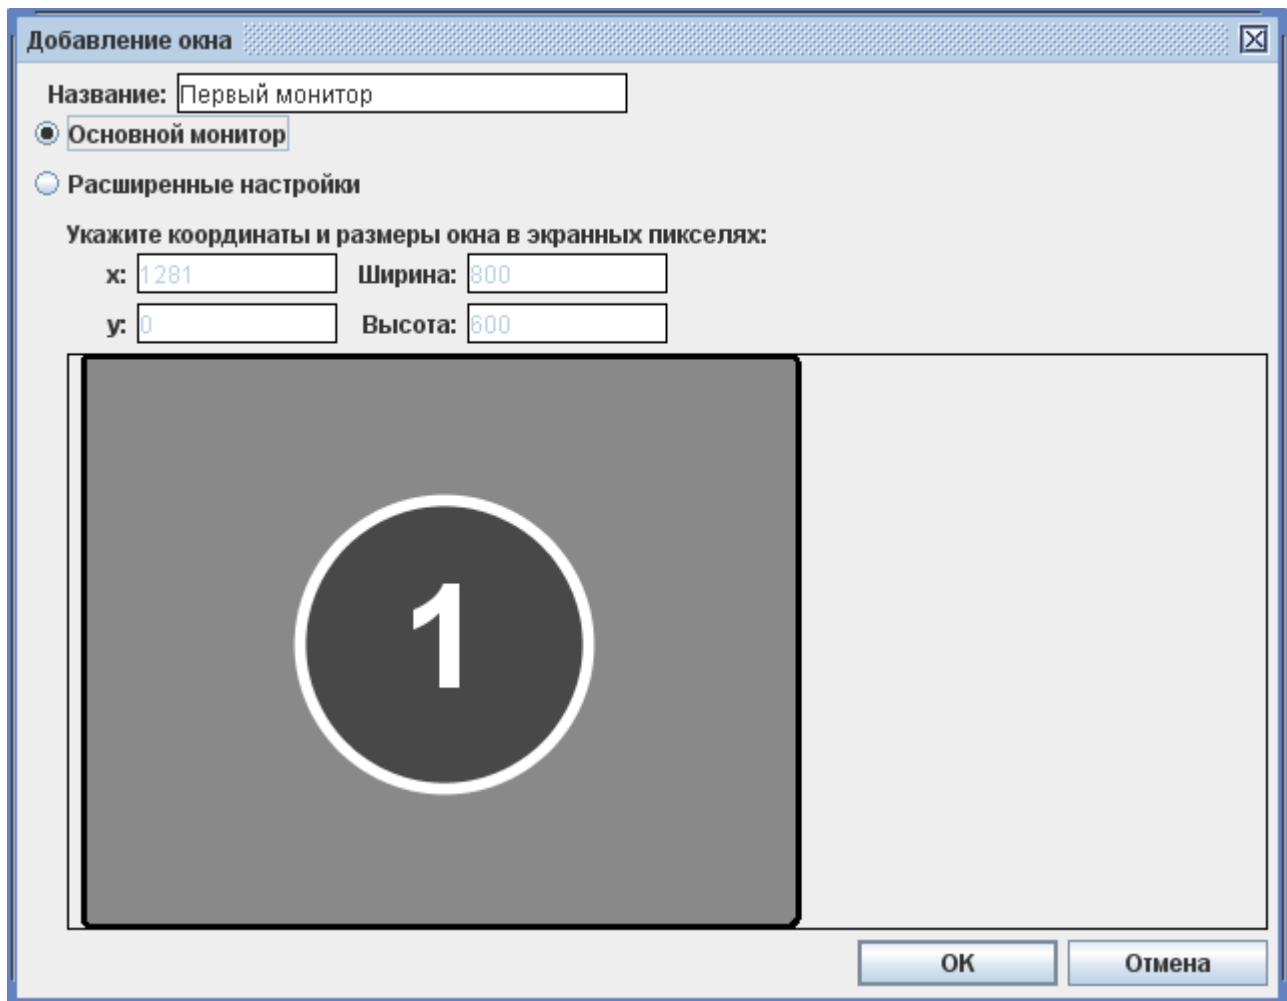 Добавление окна
Название: Первый монитор
Основной монитор
Расширенные настройки
Укажите координаты и размеры окна в экранных пикселях:
x: 1281 Ширина: 800
y: 0 Высота: 600
1
OK Отмена